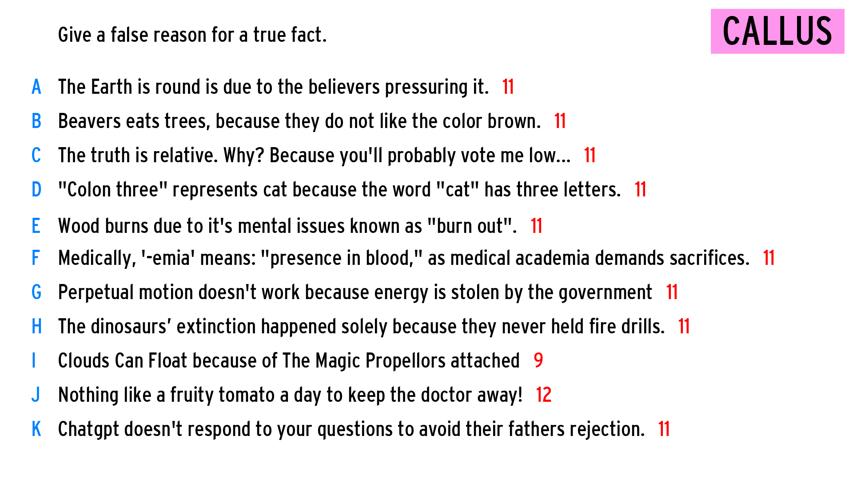 Give a false reason for a true fact.
CALLUS
A The Earth is round is due to the believers pressuring it. 11
B Beavers eats trees, because they do not like the color brown. 11
C The truth is relative. Why? Because you'll probably vote me low... 11
D "Colon three" represents cat because the word "cat" has three letters. 11
E Wood burns due to it's mental issues known as "burn out". 11
F Medically, '-emia' means: "presence in blood," as medical academia demands sacrifices. 11
G Perpetual motion doesn't work because energy is stolen by the government 11
H The dinosaurs’ extinction happened solely because they never held fire drills. 11
I Clouds Can Float because of The Magic Propellors attached 9
J Nothing like a fruity tomato a day to keep the doctor away! 12
K Chatgpt doesn't respond to your questions to avoid their fathers rejection. 11